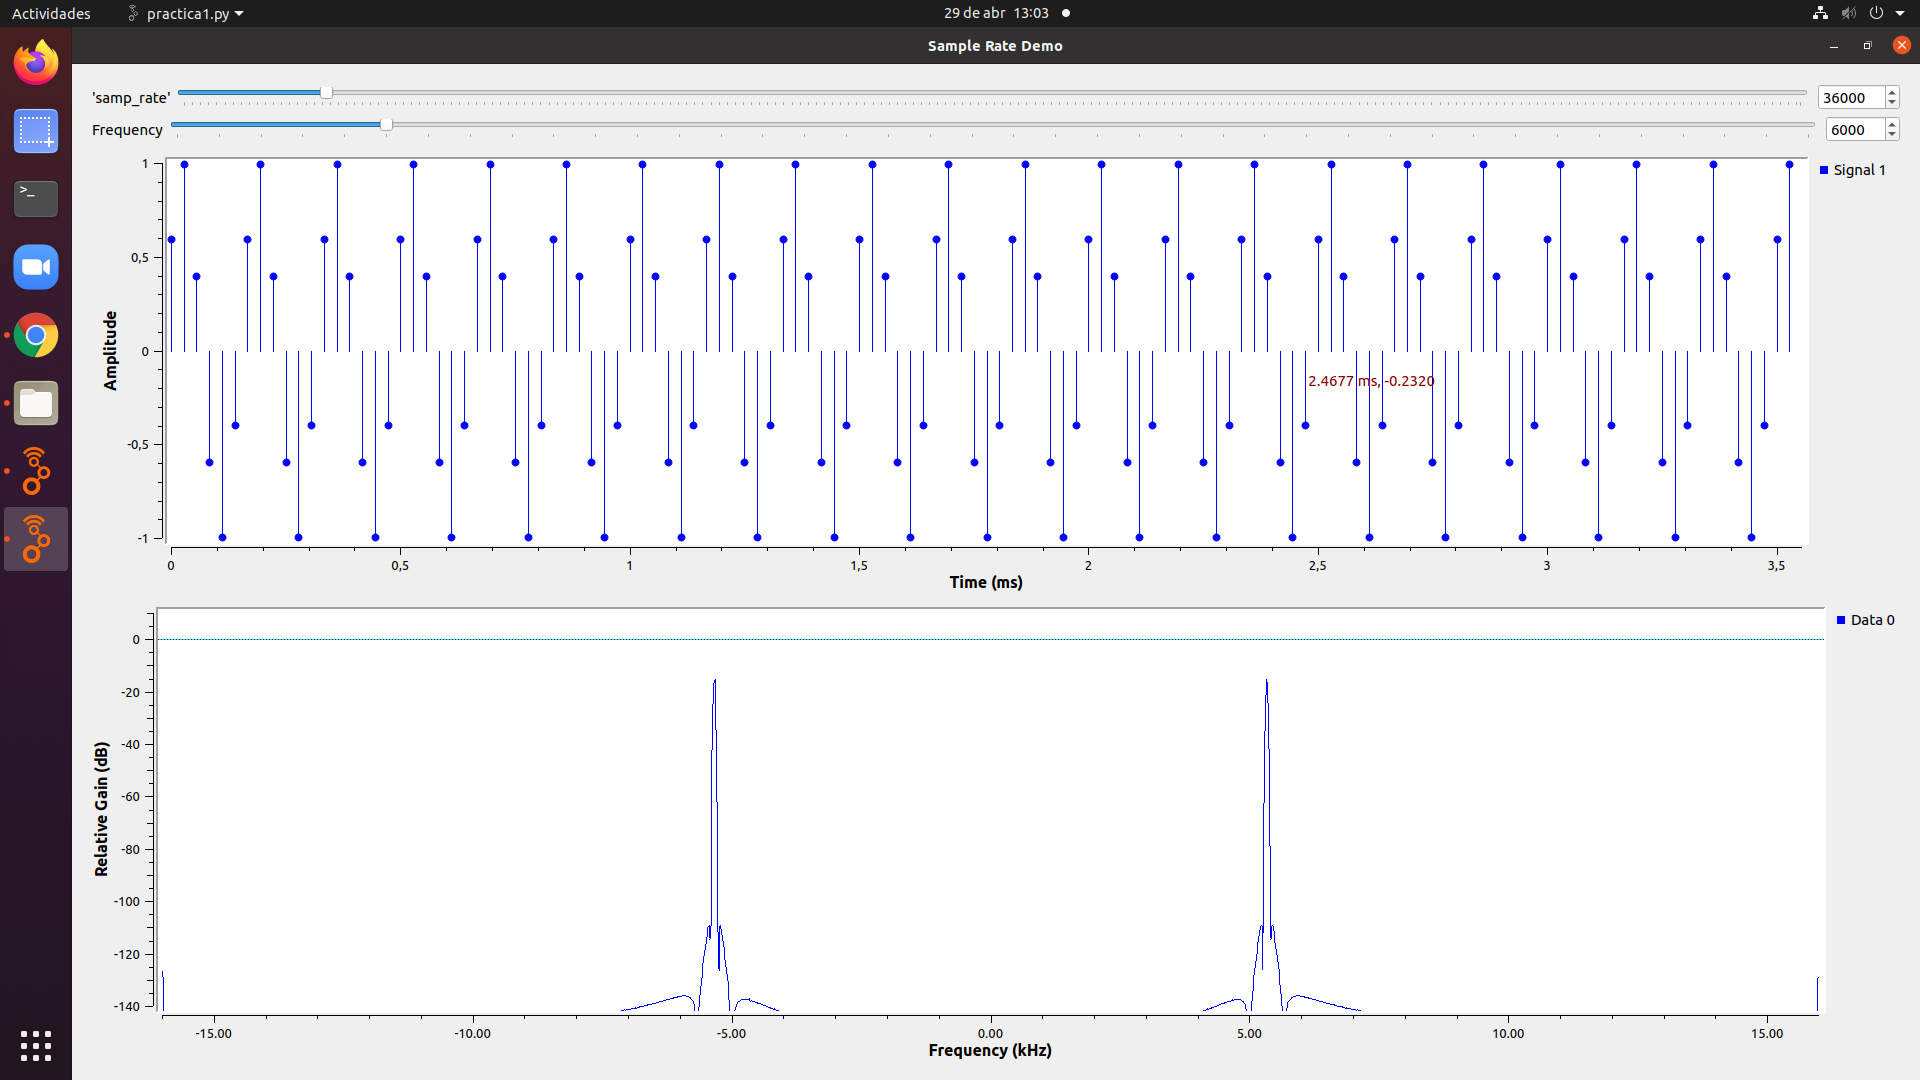 Actividades practica1.py 29 de abr 13:03
Sample Rate Demo
'samp_rate' 36000
Frequency 6000
Signal 1
1
0,5
0
-0,5
-1
Amplitude
2.4677 ms, -0.2320
0 0,5 1 1,5 2 2,5 3 3,5
Time (ms)
Data 0
0
-20
-40
-60
-80
-100
-120
-140
Relative Gain (dB)
-15.00 -10.00 -5.00 0.00 5.00 10.00 15.00
Frequency (kHz)